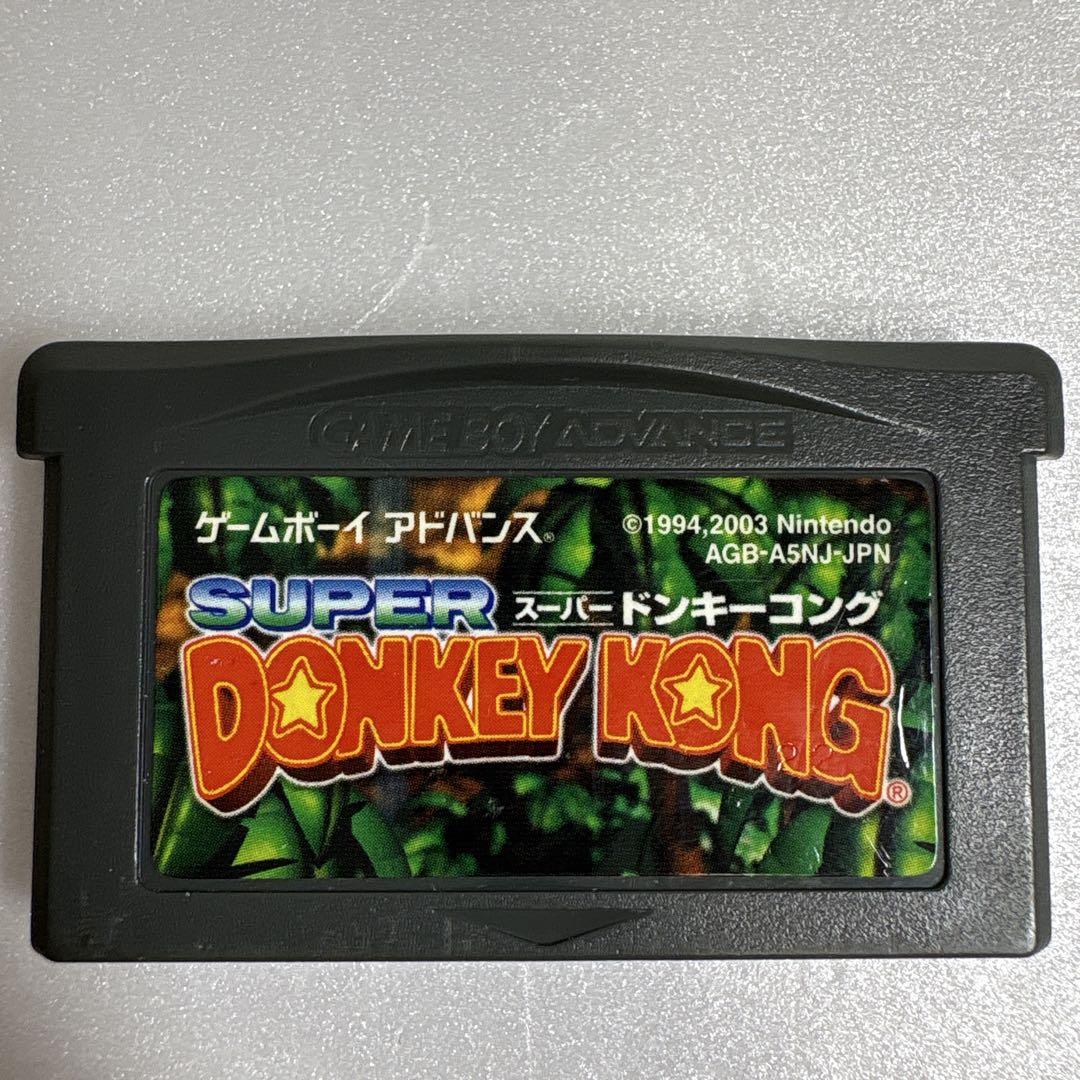 GAME BOY ADVANCE
ゲームボーイ アドバンス®
©1994,2003 Nintendo
AGB-A5NJ-JPN
SUPER スーパードンキーコング
DONKEY KONG®
22